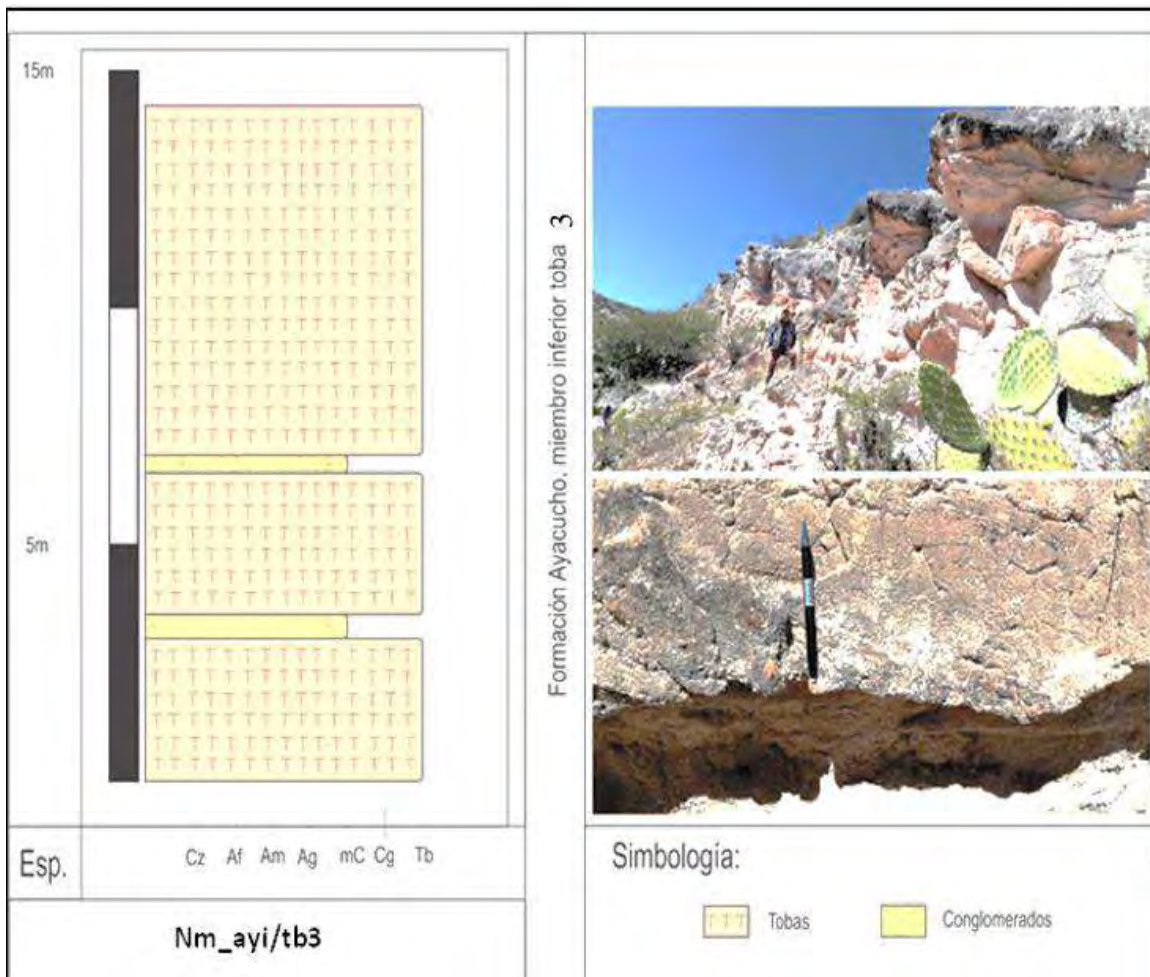 15m
5m
Formación Ayacucho, miembro inferior toba 3
Esp.
Cz Af Am Ag mC Cg Tb
Nm_ayi/tb3
Simbología:
T T T Tobas
Conglomerados